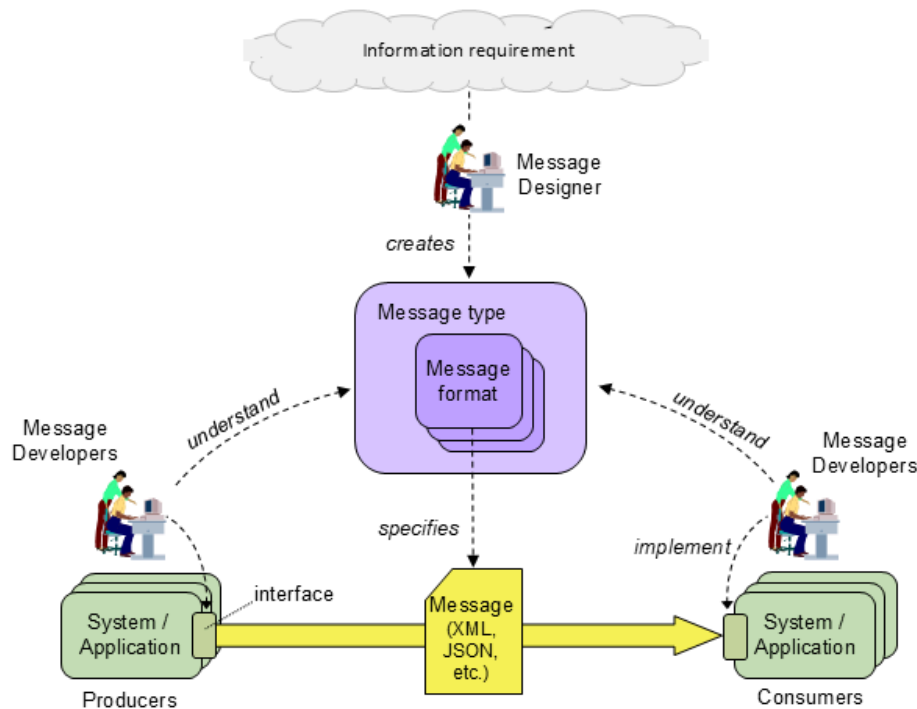 Information requirement
Message
Designer
creates
Message type
Message
format
understand
understand
Message
Developers
Message
Developers
specifies
implement
interface
System /
Application
Message
(XML,
JSON,
etc.)
System /
Application
Producers
Consumers